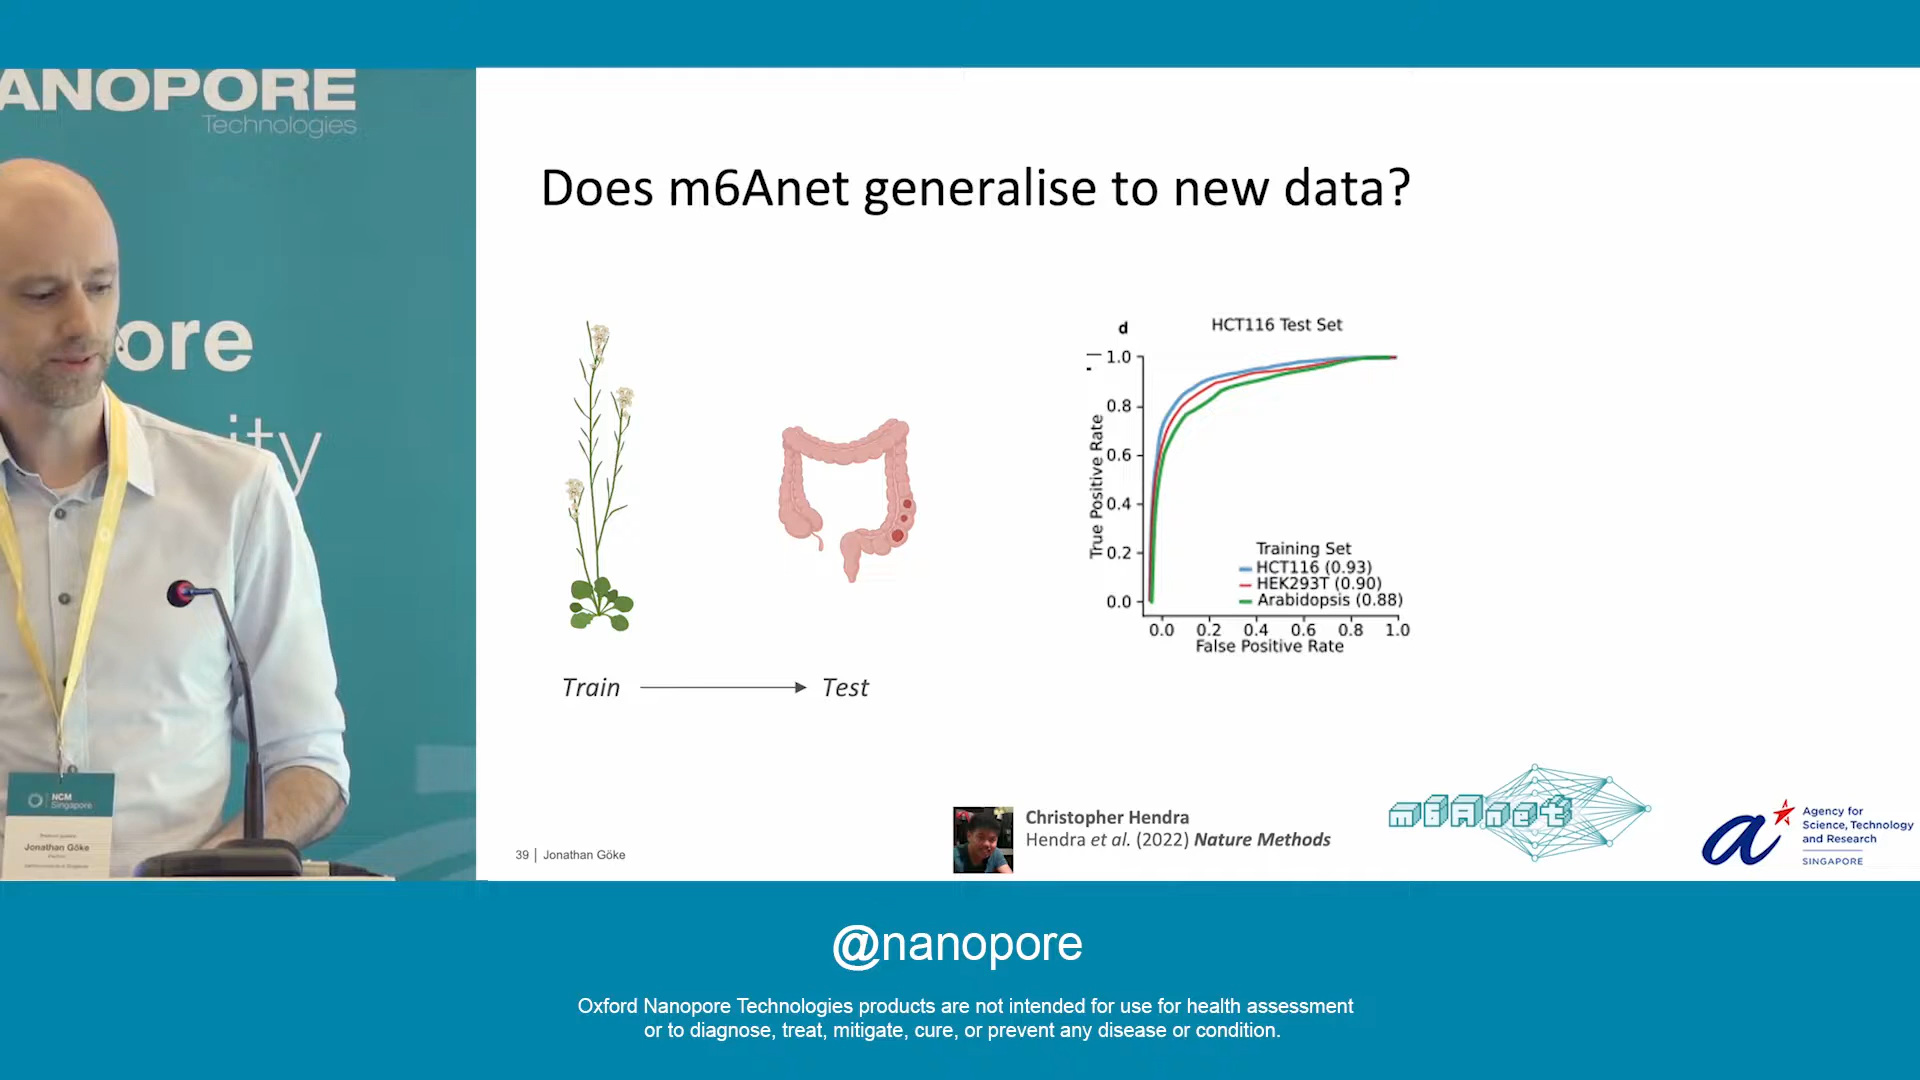 ANOPORE
Technologies
ore
ity
NCM
Singapore
Jonathan Göke
Does m6Anet generalise to new data?
Train
Test
d
HCT116 Test Set
True Positive Rate
1.0
0.8
0.6
0.4
0.2
0.0
Training Set
HCT116 (0.93)
HEK293T (0.90)
Arabidopsis (0.88)
0.0 0.2 0.4 0.6 0.8 1.0
False Positive Rate
39 | Jonathan Göke
Christopher Hendra
Hendra et al. (2022) Nature Methods
m6Anet
Agency for
Science, Technology
and Research
SINGAPORE
@nanopore
Oxford Nanopore Technologies products are not intended for use for health assessment
or to diagnose, treat, mitigate, cure, or prevent any disease or condition.